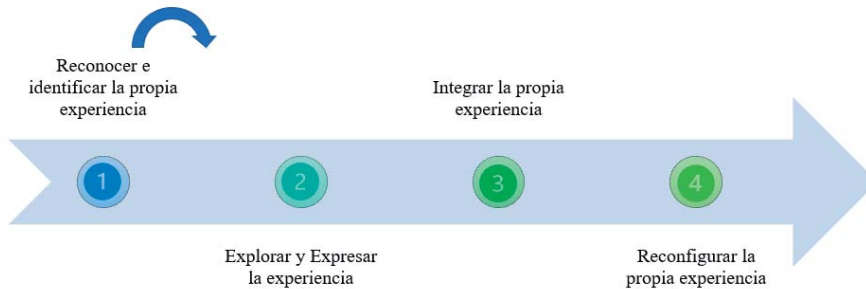 Reconocer e
identificar la propia
experiencia
Integrar la propia
experiencia
1
2
3
4
Explorar y Expresar
la experiencia
Reconfigurar la
propia experiencia